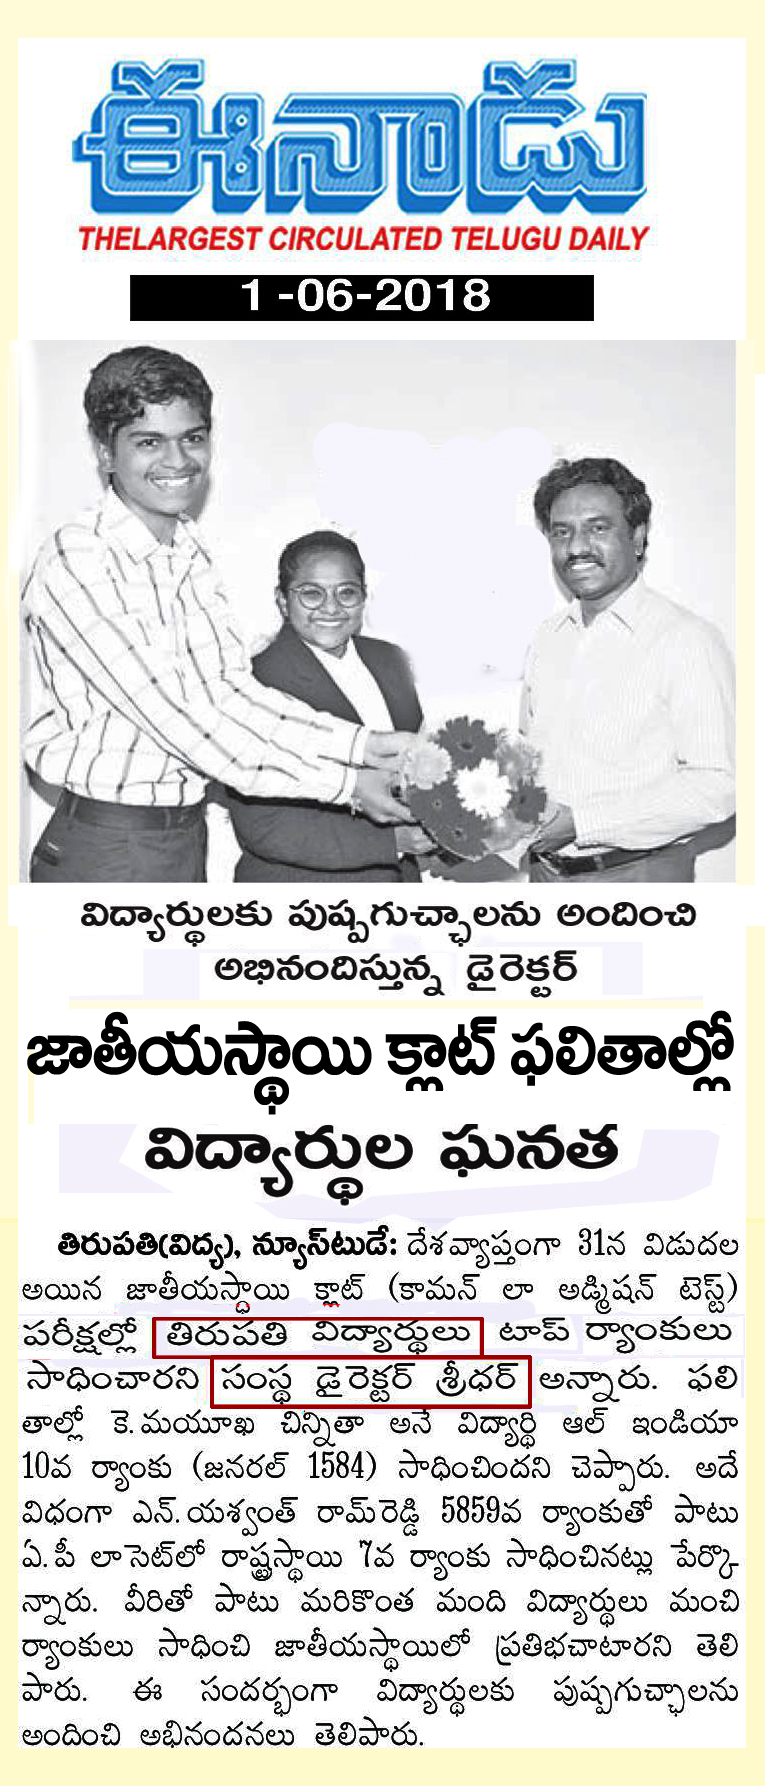 ఈనాడు
THELARGEST CIRCULATED TELUGU DAILY
1 -06-2018
విద్యార్థులకు పుష్పగుచ్ఛాలను అందించి
అభినందిస్తున్న డైరెక్టర్
జాతీయస్థాయి క్లాట్ ఫలితాల్లో
విద్యార్థుల ఘనత
తిరుపతి(విద్య), న్యూస్‌టుడే: దేశవ్యాప్తంగా 31న విడుదల
అయిన జాతీయస్థాయి క్లాట్ (కామన్ లా అడ్మిషన్ టెస్ట్)
పరీక్షల్లో తిరుపతి విద్యార్థులు టాప్ ర్యాంకులు
సాధించారని సంస్థ డైరెక్టర్ శ్రీధర్ అన్నారు. ఫలి
తాల్లో కె.మయూఖ చిన్నితా అనే విద్యార్థి ఆల్ ఇండియా
10వ ర్యాంకు (జనరల్ 1584) సాధించిందని చెప్పారు. అదే
విధంగా ఎన్.యశ్వంత్ రామ్‌రెడ్డి 5859వ ర్యాంకుతో పాటు
ఏ.పీ లాసెట్‌లో రాష్ట్రస్థాయి 7వ ర్యాంకు సాధించినట్లు పేర్కొ
న్నారు. వీరితో పాటు మరికొంత మంది విద్యార్థులు మంచి
ర్యాంకులు సాధించి జాతీయస్థాయిలో ప్రతిభచాటారని తెలి
పారు. ఈ సందర్భంగా విద్యార్థులకు పుష్పగుచ్ఛాలను
అందించి అభినందనలు తెలిపారు.